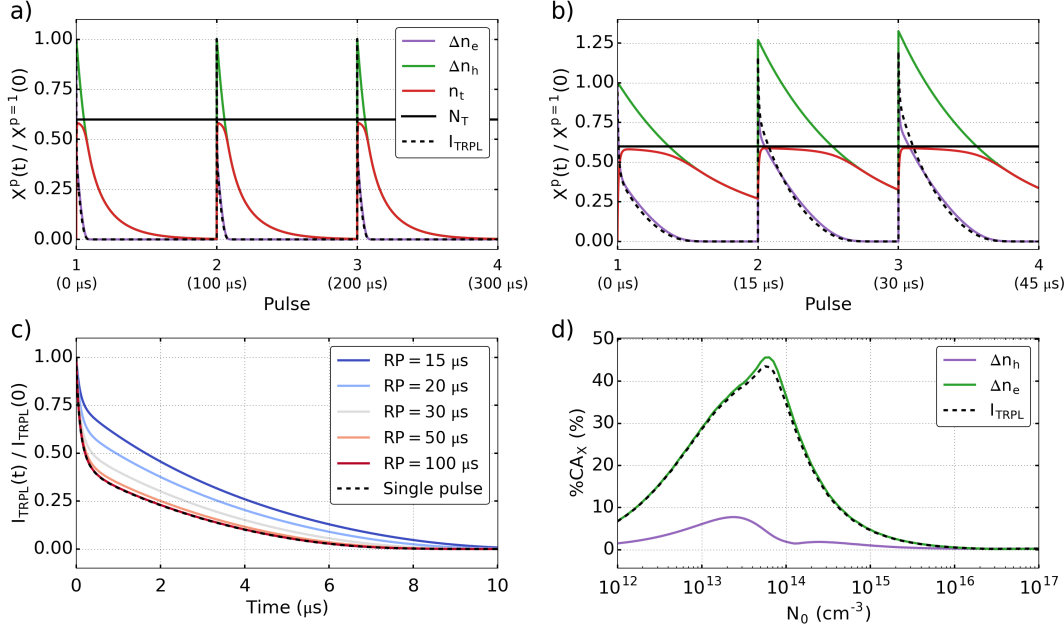 a)
X^p(t) / X^{p=1}(0)
1.00
0.75
0.50
0.25
0.00
Δn_e
Δn_h
n_t
N_T
I_TRPL
1 2 3 4
(0 μs) (100 μs) (200 μs) (300 μs)
Pulse
b)
X^p(t) / X^{p=1}(0)
1.25
1.00
0.75
0.50
0.25
0.00
1 2 3 4
(0 μs) (15 μs) (30 μs) (45 μs)
Pulse
c)
I_TRPL(t) / I_TRPL(0)
1.00
0.75
0.50
0.25
0.00
RP = 15 μs
RP = 20 μs
RP = 30 μs
RP = 50 μs
RP = 100 μs
Single pulse
0 2 4 6 8 10
Time (μs)
d)
%CA_X (%)
50
40
30
20
10
0
Δn_h
Δn_e
I_TRPL
10^12 10^13 10^14 10^15 10^16 10^17
N_0 (cm^-3)